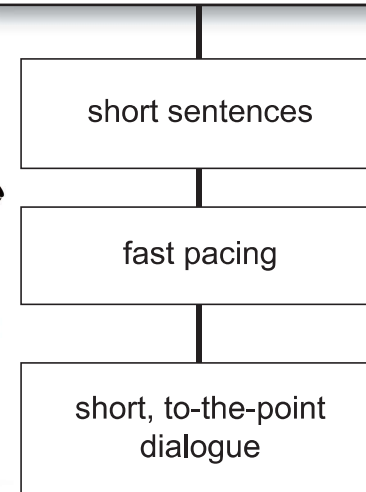 short sentences
fast pacing
short, to-the-point
dialogue